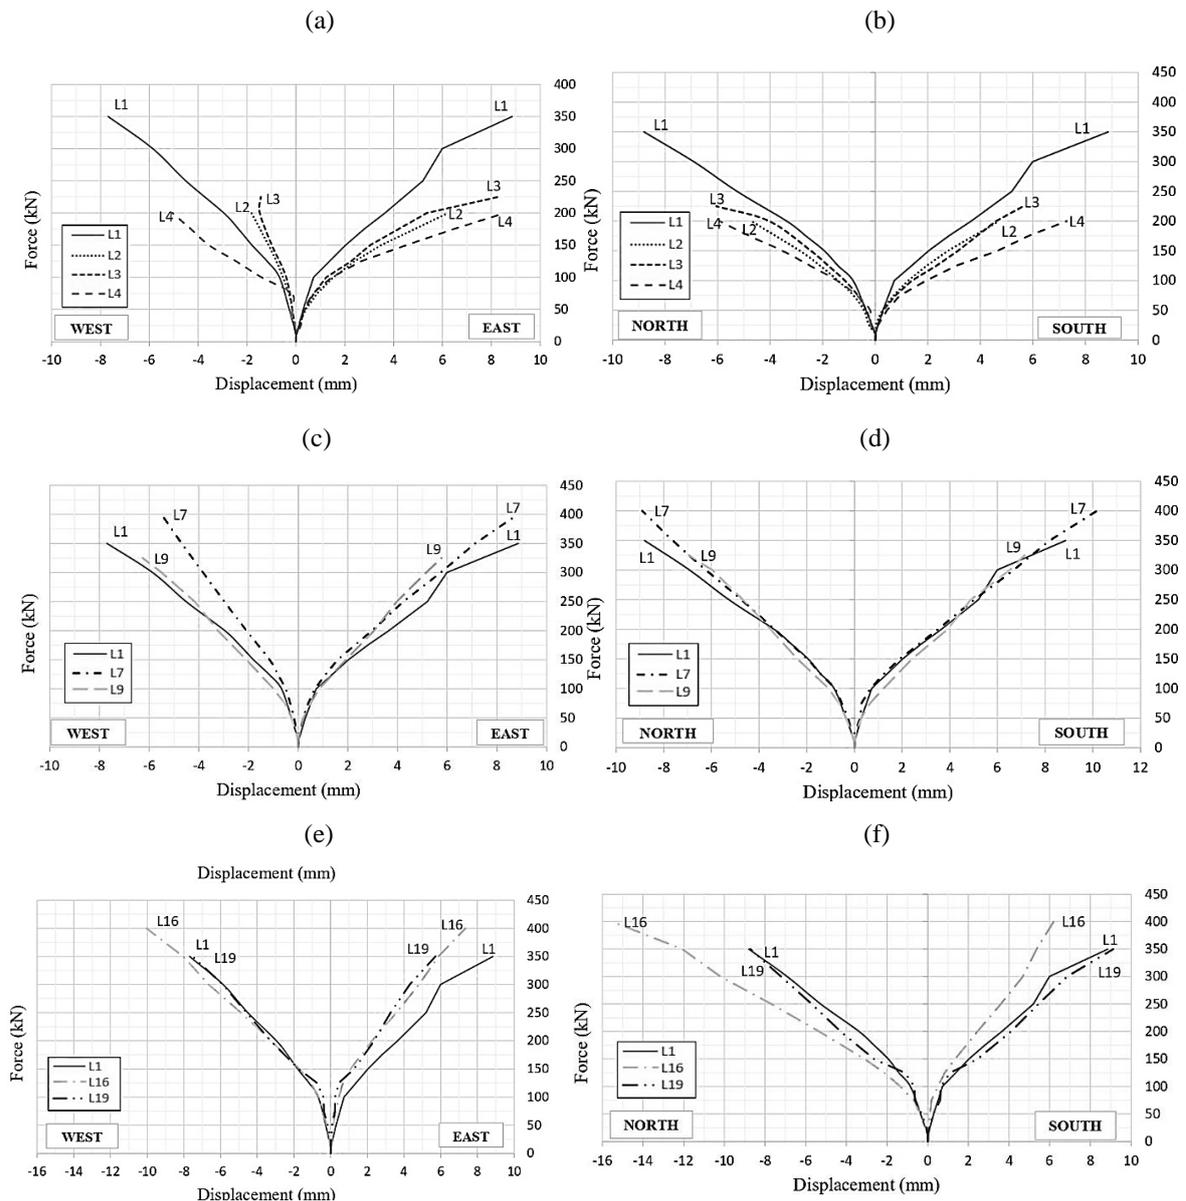 (a)
400
350
300
250
200
150
100
50
0
-10 -8 -6 -4 -2 0 2 4 6 8 10
Force (kN)
Displacement (mm)
L1
L1
L2
L3
L4
L3
L2
L4
L1
L2
L3
L4
WEST
EAST
(b)
450
400
350
300
250
200
150
100
50
0
-10 -8 -6 -4 -2 0 2 4 6 8 10
Force (kN)
Displacement (mm)
L1
L1
L3
L4
L2
L3
L4
L2
L1
L2
L3
L4
NORTH
SOUTH
(c)
450
400
350
300
250
200
150
100
50
0
-10 -8 -6 -4 -2 0 2 4 6 8 10
Force (kN)
Displacement (mm)
L1
L7
L9
L7
L1
L9
L1
L7
L9
WEST
EAST
(d)
450
400
350
300
250
200
150
100
50
0
-10 -8 -6 -4 -2 0 2 4 6 8 10 12
Force (kN)
Displacement (mm)
L7
L1
L9
L7
L9
L1
L1
L7
L9
NORTH
SOUTH
(e)
Displacement (mm)
450
400
350
300
250
200
150
100
50
0
-16 -14 -12 -10 -8 -6 -4 -2 0 2 4 6 8 10
Force (kN)
Displacement (mm)
L16
L1
L19
L16
L19
L1
L1
L16
L19
WEST
EAST
(f)
450
400
350
300
250
200
150
100
50
0
-16 -14 -12 -10 -8 -6 -4 -2 0 2 4 6 8 10
Force (kN)
Displacement (mm)
L16
L1
L19
L16
L1
L19
L1
L16
L19
NORTH
SOUTH